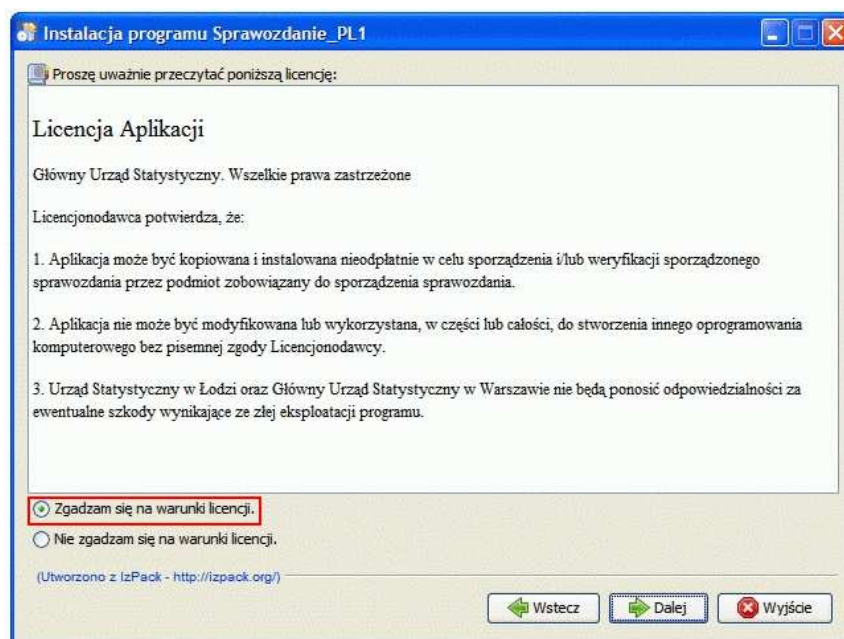 Instalacja programu Sprawozdanie_PL1
Proszę uważnie przeczytać poniższą licencję:
Licencja Aplikacji
Główny Urząd Statystyczny. Wszelkie prawa zastrzeżone
Licencjonodawca potwierdza, że:
1. Aplikacja może być kopiowana i instalowana nieodpłatnie w celu sporządzenia i/lub weryfikacji sporządzonego
sprawozdania przez podmiot zobowiązany do sporządzenia sprawozdania.
2. Aplikacja nie może być modyfikowana lub wykorzystana, w części lub całości, do stworzenia innego oprogramowania
komputerowego bez pisemnej zgody Licencjonodawcy.
3. Urząd Statystyczny w Łodzi oraz Główny Urząd Statystyczny w Warszawie nie będą ponosić odpowiedzialności za
ewentualne szkody wynikające ze złej eksploatacji programu.
Zgadzam się na warunki licencji.
Nie zgadzam się na warunki licencji.
(Utworzono z IzPack - http://izpack.org/)
Wstecz Dalej Wyjście